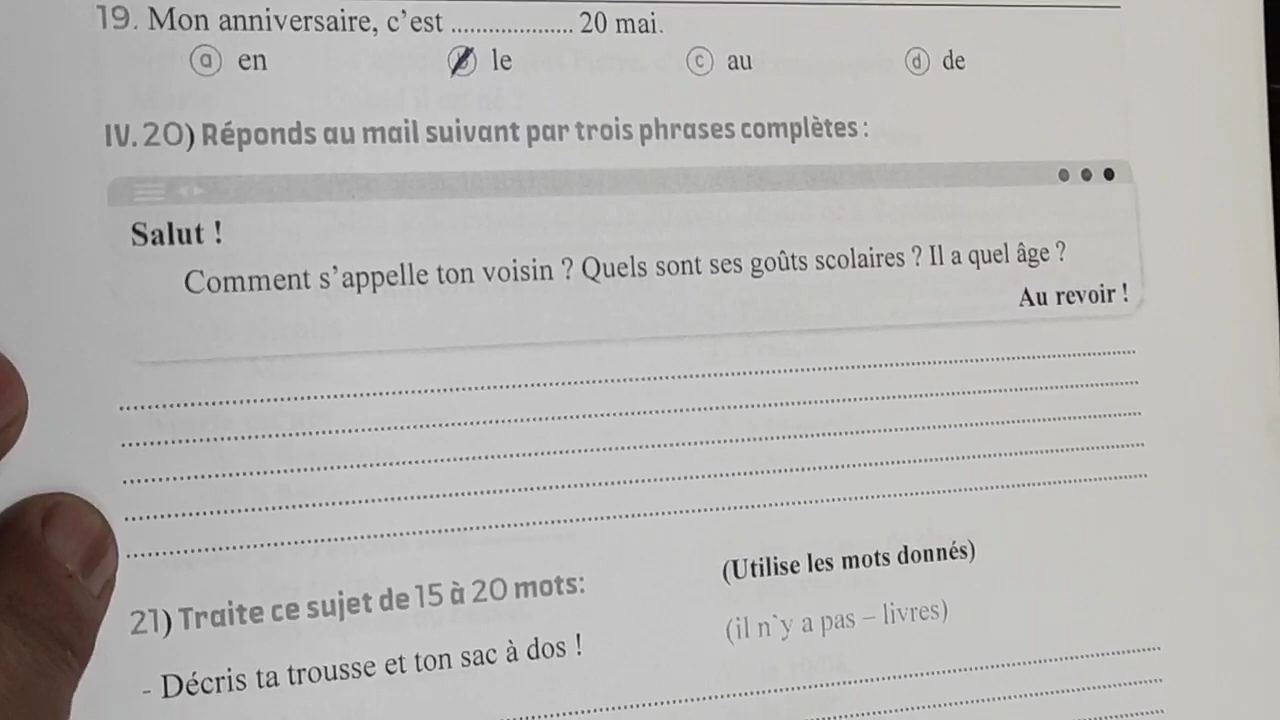 19. Mon anniversaire, c’est .................... 20 mai.
ⓐ en ⓑ le ⓒ au ⓓ de
IV. 20) Réponds au mail suivant par trois phrases complètes :
Salut !
Comment s’appelle ton voisin ? Quels sont ses goûts scolaires ? Il a quel âge ?
Au revoir !
21) Traite ce sujet de 15 à 20 mots: (Utilise les mots donnés)
- Décris ta trousse et ton sac à dos ! (il n`y a pas – livres)